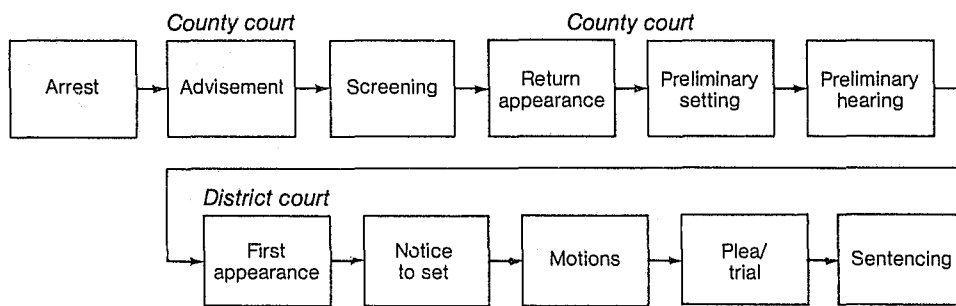 County court
County court
Arrest
Advisement
Screening
Return
appearance
Preliminary
setting
Preliminary
hearing
District court
First
appearance
Notice
to set
Motions
Plea/
trial
Sentencing